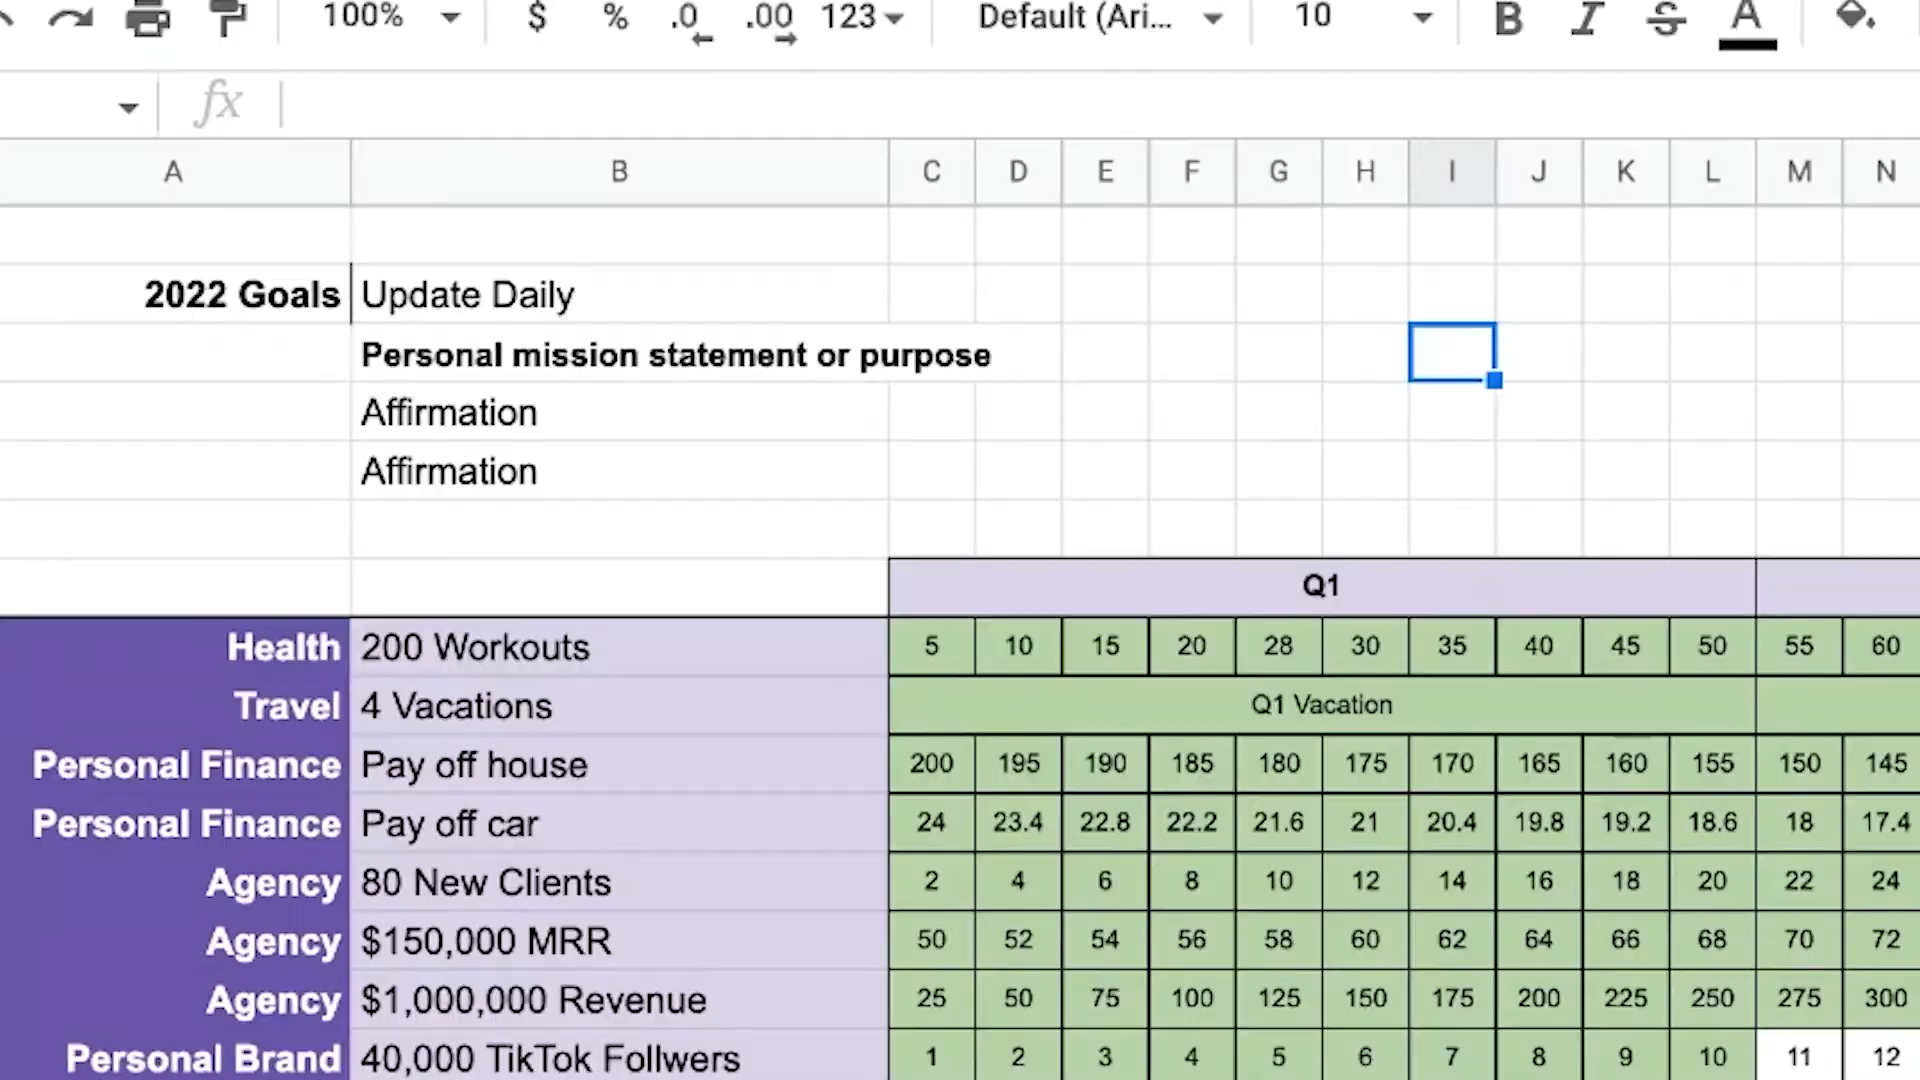 100% $ % .0 .00 123 Default (Ari... 10 B I S A
fx
A B C D E F G H I J K L M N
2022 Goals Update Daily
Personal mission statement or purpose
Affirmation
Affirmation
Q1
Health 200 Workouts 5 10 15 20 28 30 35 40 45 50 55 60
Travel 4 Vacations Q1 Vacation
Personal Finance Pay off house 200 195 190 185 180 175 170 165 160 155 150 145
Personal Finance Pay off car 24 23.4 22.8 22.2 21.6 21 20.4 19.8 19.2 18.6 18 17.4
Agency 80 New Clients 2 4 6 8 10 12 14 16 18 20 22 24
Agency $150,000 MRR 50 52 54 56 58 60 62 64 66 68 70 72
Agency $1,000,000 Revenue 25 50 75 100 125 150 175 200 225 250 275 300
Personal Brand 40,000 TikTok Follwers 1 2 3 4 5 6 7 8 9 10 11 12